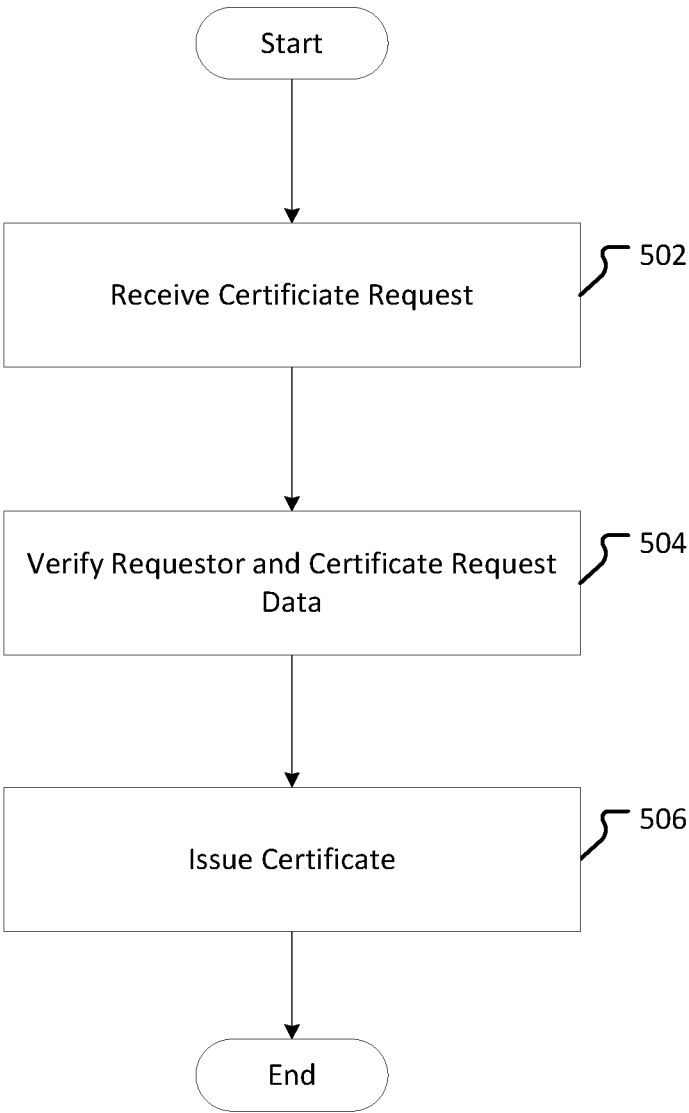 Start
Receive Certificiate Request
502
Verify Requestor and Certificate Request
Data
504
Issue Certificate
506
End